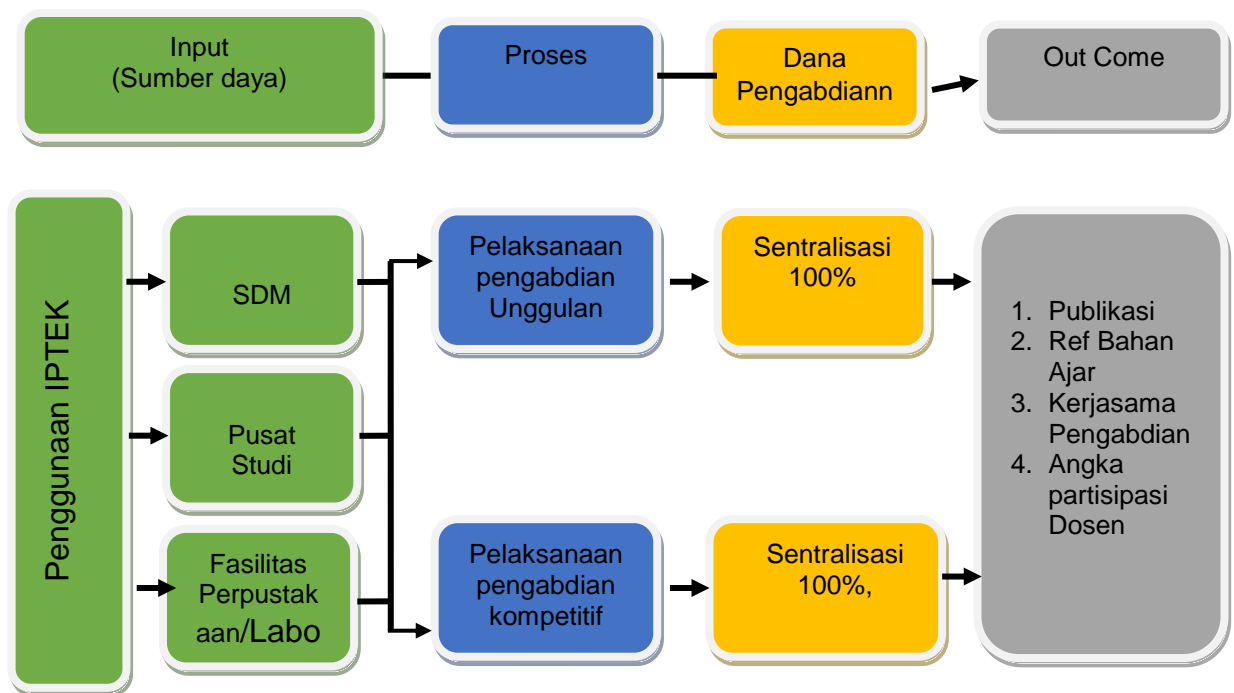 Input
(Sumber daya)
Proses
Dana
Pengabdiann
Out Come
Penggunaan IPTEK
SDM
Pusat
Studi
Fasilitas
Perpustak
aan/Labo
Pelaksanaan
pengabdian
Unggulan
Pelaksanaan
pengabdian
kompetitif
Sentralisasi
100%
Sentralisasi
100%,
1. Publikasi
2. Ref Bahan
Ajar
3. Kerjasama
Pengabdian
4. Angka
partisipasi
Dosen